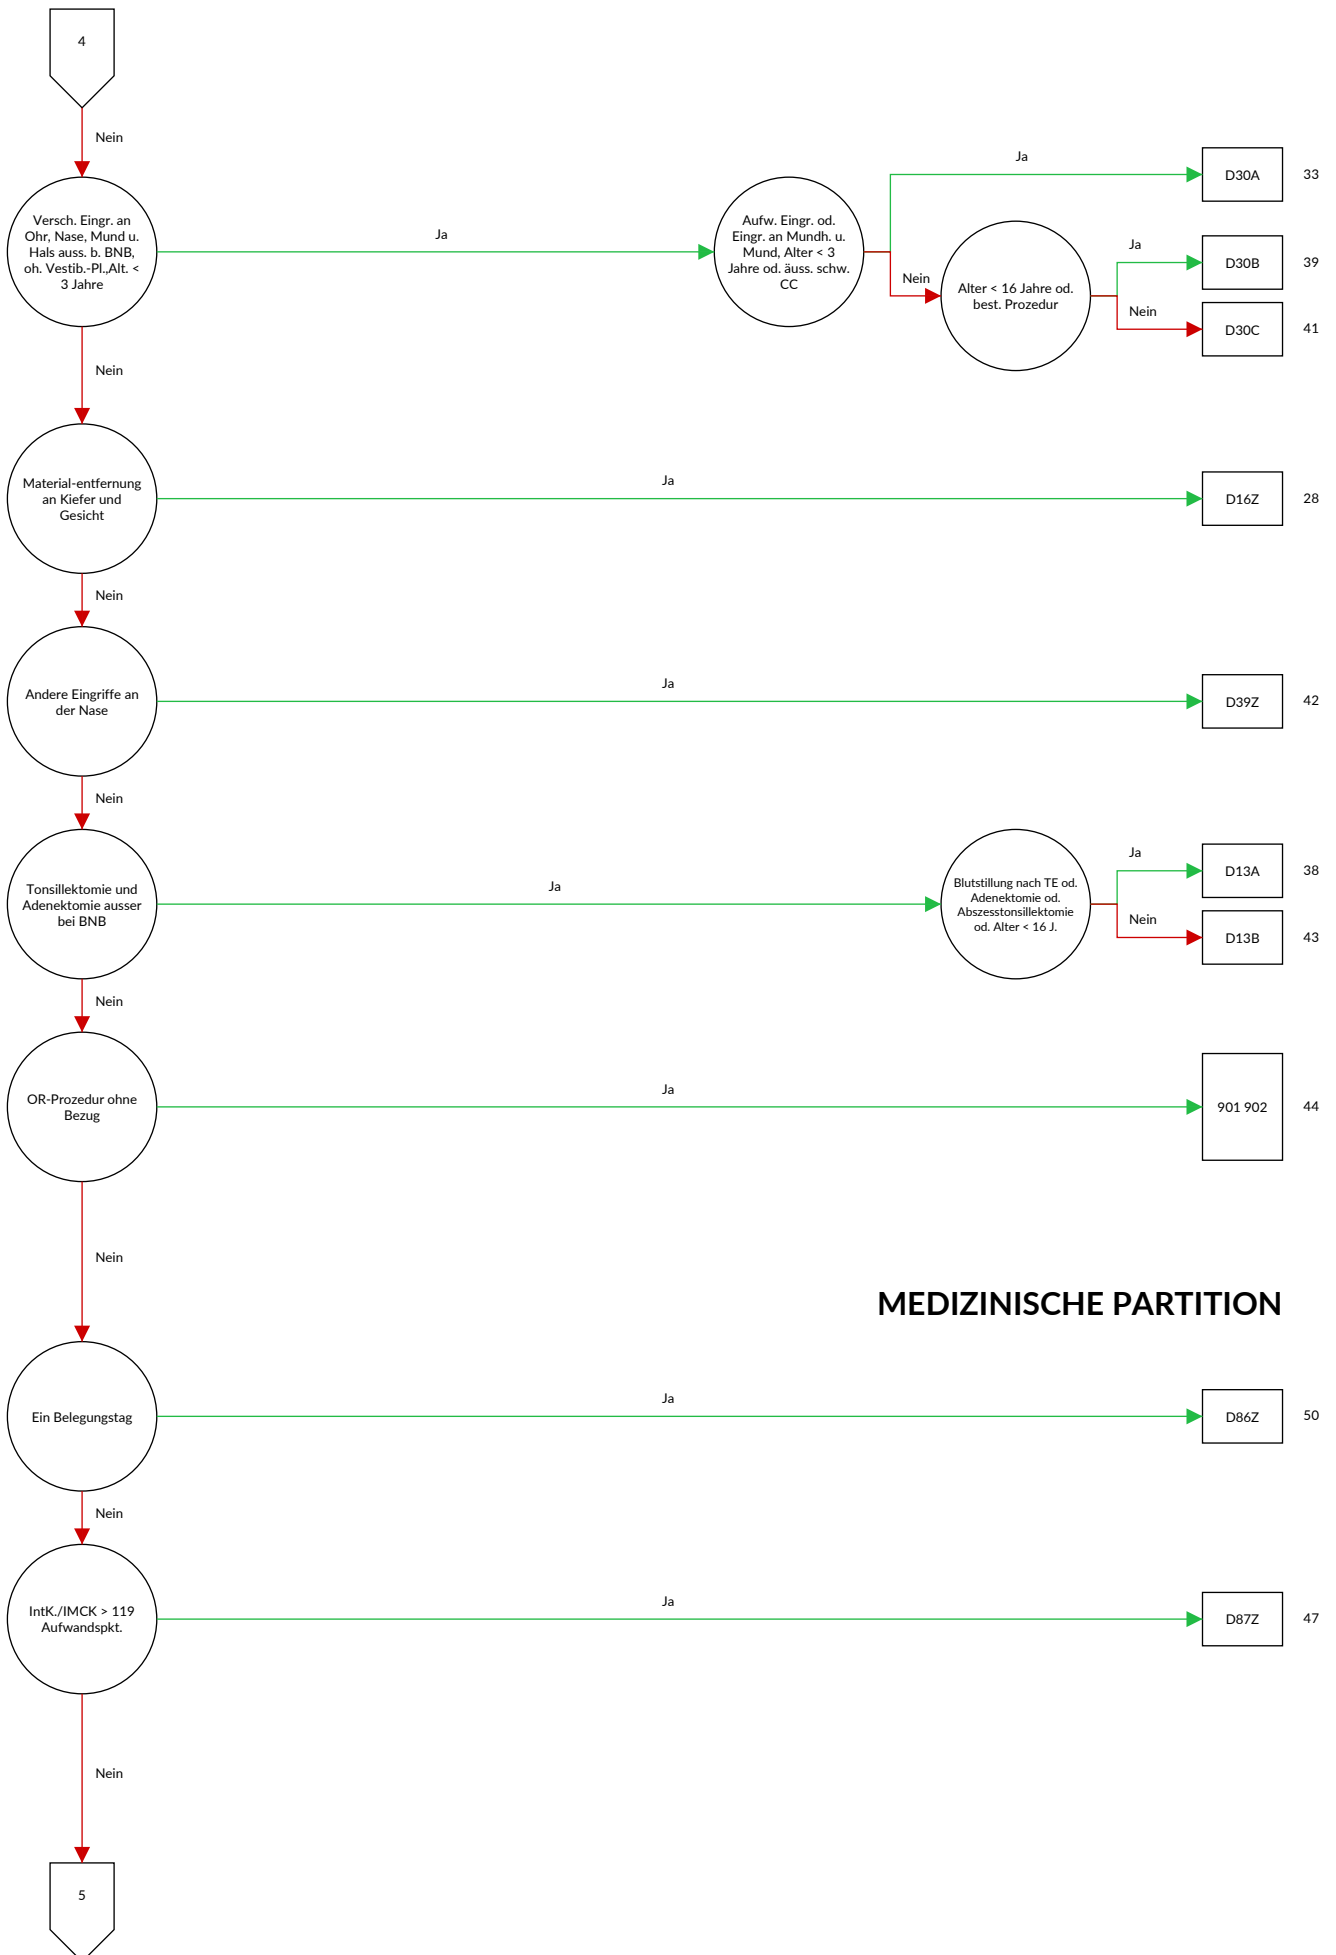 4
Nein
Versch. Eingr. an
Ohr, Nase, Mund u.
Hals auss. b. BNB,
oh. Vestib.-Pl.,Alt. <
3 Jahre
Ja
Aufw. Eingr. od.
Eingr. an Mundh. u.
Mund, Alter < 3
Jahre od. äuss. schw.
CC
Ja
D30A
33
Nein
Alter < 16 Jahre od.
best. Prozedur
Ja
D30B
39
Nein
D30C
41
Nein
Material-entfernung
an Kiefer und
Gesicht
Ja
D16Z
28
Nein
Andere Eingriffe an
der Nase
Ja
D39Z
42
Nein
Tonsillektomie und
Adenektomie ausser
bei BNB
Ja
Blutstillung nach TE od.
Adenektomie od.
Abszesstonsillektomie
od. Alter < 16 J.
Ja
D13A
38
Nein
D13B
43
Nein
OR-Prozedur ohne
Bezug
Ja
901 902
44
Nein
MEDIZINISCHE PARTITION
Ein Belegungstag
Ja
D86Z
50
Nein
IntK./IMCK > 119
Aufwandspkt.
Ja
D87Z
47
Nein
5